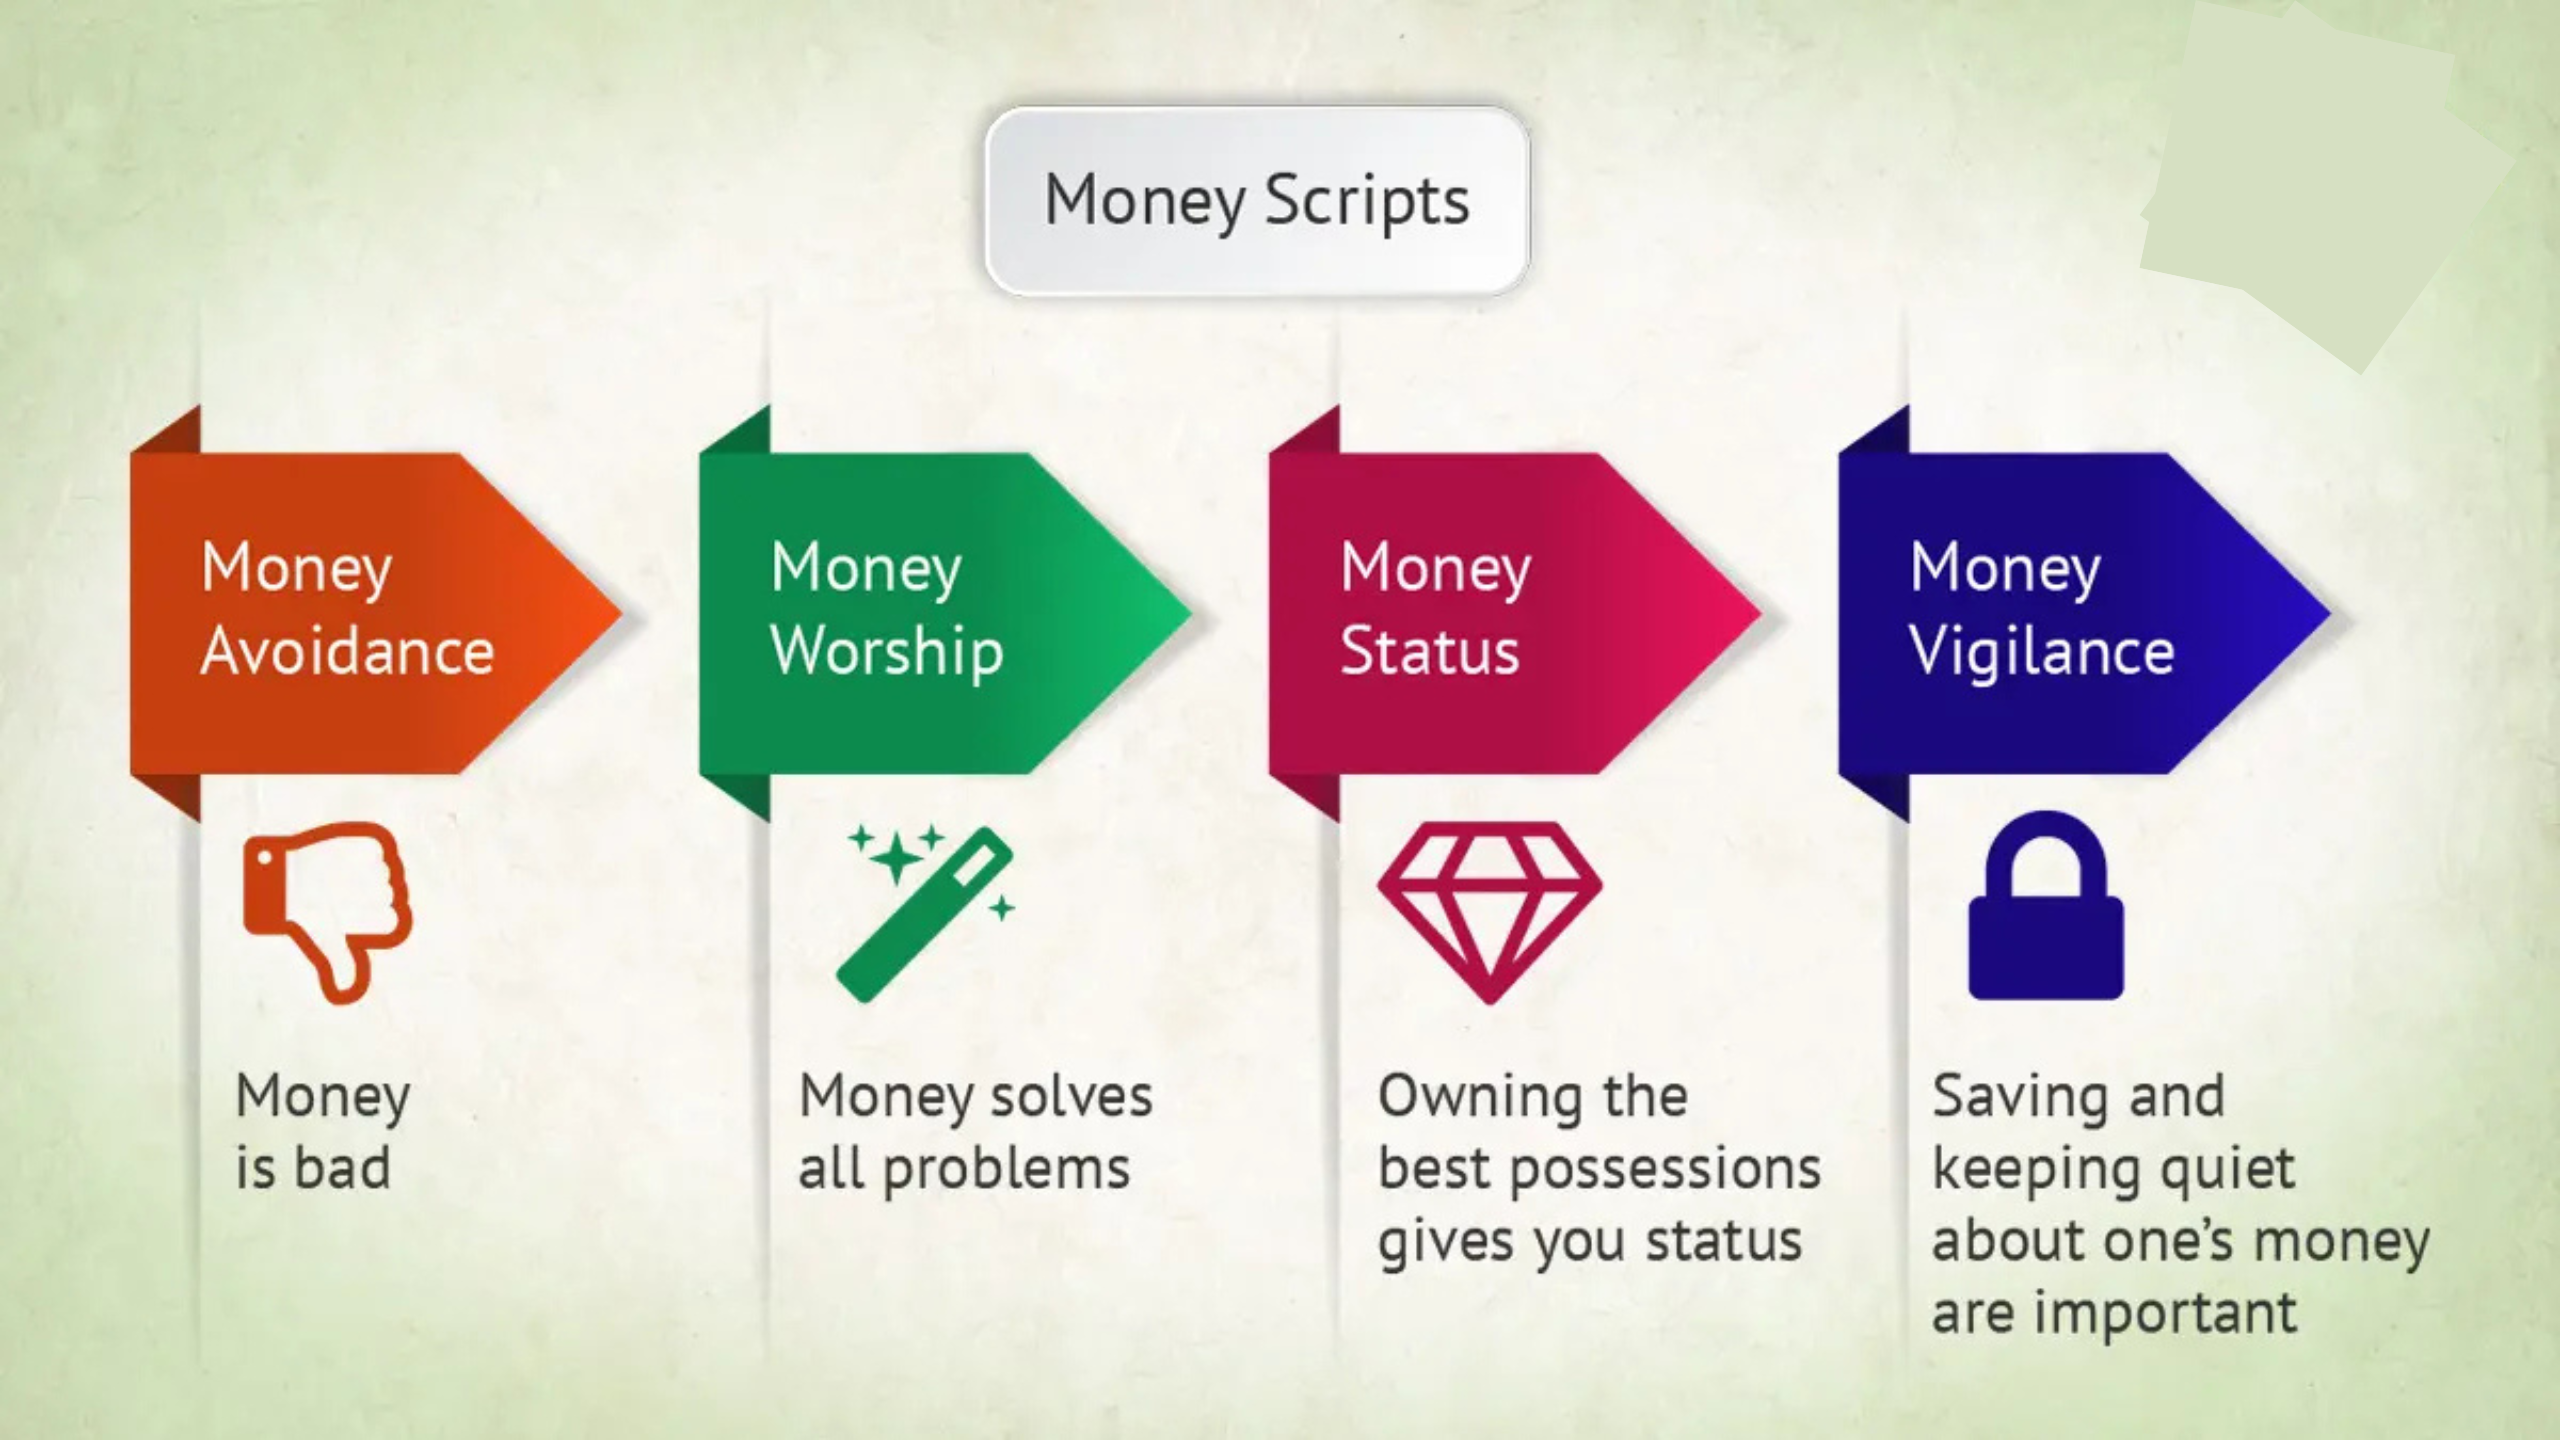 Money Scripts
Money
Avoidance
Money
is bad
Money
Worship
Money solves
all problems
Money
Status
Owning the
best possessions
gives you status
Money
Vigilance
Saving and
keeping quiet
about one’s money
are important